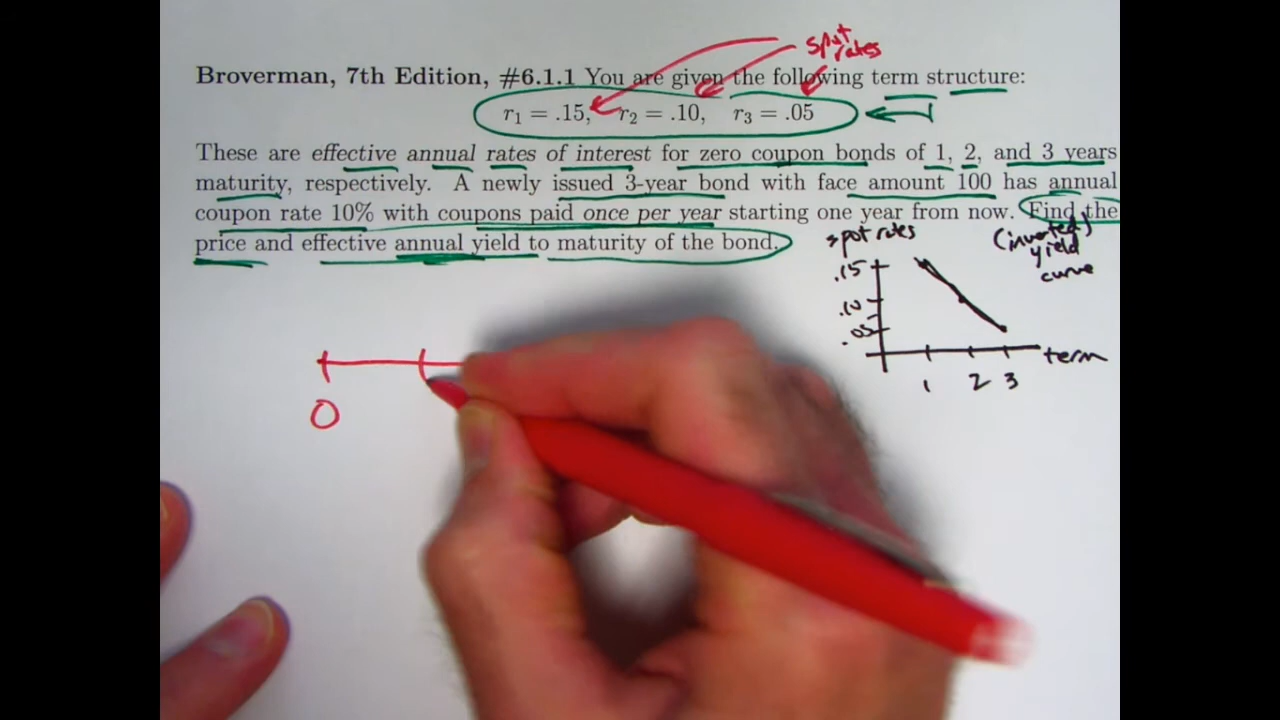 spot
rates
Broverman, 7th Edition, #6.1.1 You are given the following term structure:
r₁ = .15, r₂ = .10, r₃ = .05
These are effective annual rates of interest for zero coupon bonds of 1, 2, and 3 years
maturity, respectively. A newly issued 3-year bond with face amount 100 has annual
coupon rate 10% with coupons paid once per year starting one year from now. Find the
price and effective annual yield to maturity of the bond.
spot rates
(inverted)
yield
curve
.15
.10
.05
term
1 2 3
0